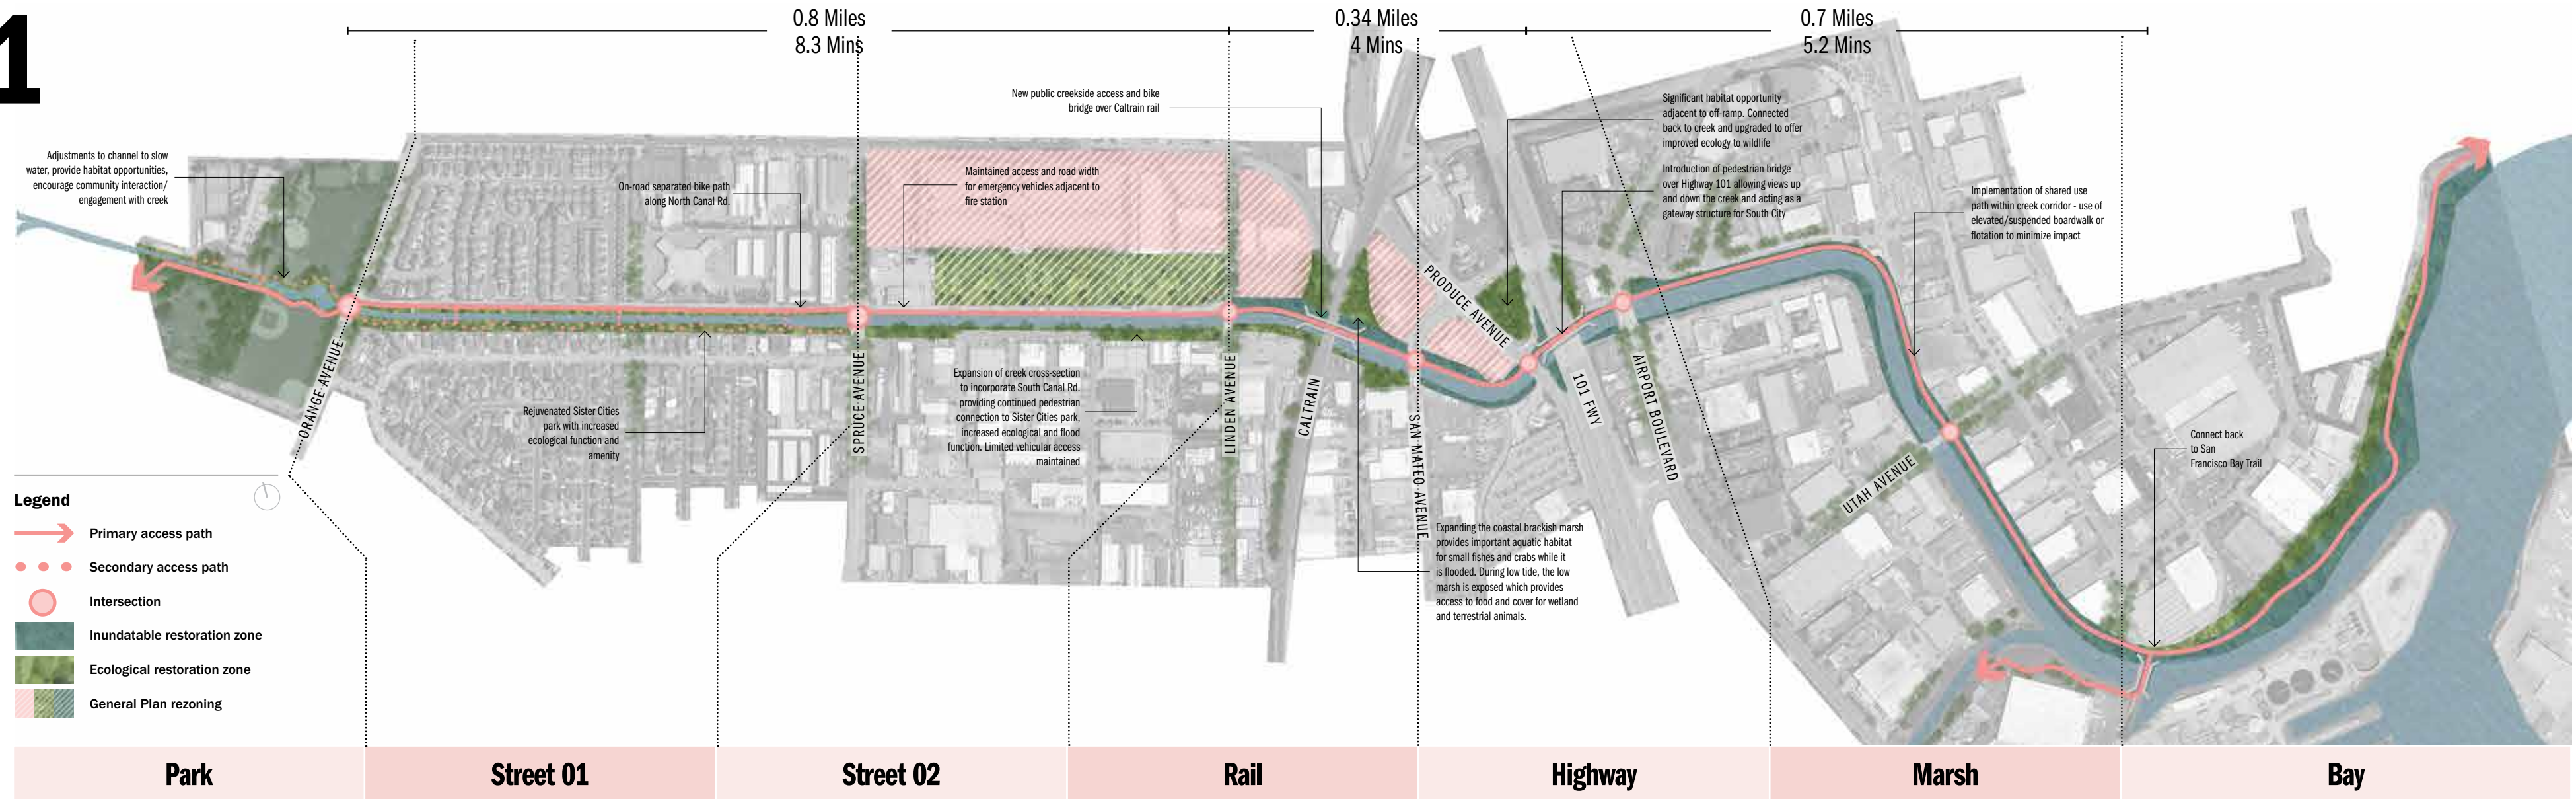 1
0.8 Miles
8.3 Mins
0.34 Miles
4 Mins
0.7 Miles
5.2 Mins
Adjustments to channel to slow
water, provide habitat opportunities,
encourage community interaction/
engagement with creek
On-road separated bike path
along North Canal Rd.
Maintained access and road width
for emergency vehicles adjacent to
fire station
New public creekside access and bike
bridge over Caltrain rail
Significant habitat opportunity
adjacent to off-ramp. Connected
back to creek and upgraded to offer
improved ecology to wildlife
Introduction of pedestrian bridge
over Highway 101 allowing views up
and down the creek and acting as a
gateway structure for South City
Implementation of shared use
path within creek corridor - use of
elevated/suspended boardwalk or
flotation to minimize impact
Rejuvenated Sister Cities
park with increased
ecological function and
amenity
Expansion of creek cross-section
to incorporate South Canal Rd.
providing continued pedestrian
connection to Sister Cities park,
increased ecological and flood
function. Limited vehicular access
maintained
Expanding the coastal brackish marsh
provides important aquatic habitat
for small fishes and crabs while it
is flooded. During low tide, the low
marsh is exposed which provides
access to food and cover for wetland
and terrestrial animals.
Connect back
to San
Francisco Bay Trail
ORANGE AVENUE
SPRUCE AVENUE
LINDEN AVENUE
CALTRAIN
SAN MATEO AVENUE
PRODUCE AVENUE
101 FWY
AIRPORT BOULEVARD
UTAH AVENUE
Legend
Primary access path
Secondary access path
Intersection
Inundatable restoration zone
Ecological restoration zone
General Plan rezoning
Park
Street 01
Street 02
Rail
Highway
Marsh
Bay